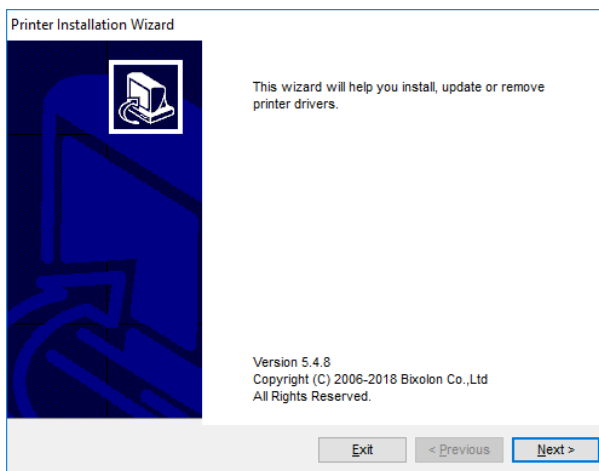 Printer Installation Wizard
This wizard will help you install, update or remove
printer drivers.
Version 5.4.8
Copyright (C) 2006-2018 Bixolon Co.,Ltd
All Rights Reserved.
Exit
< Previous
Next >